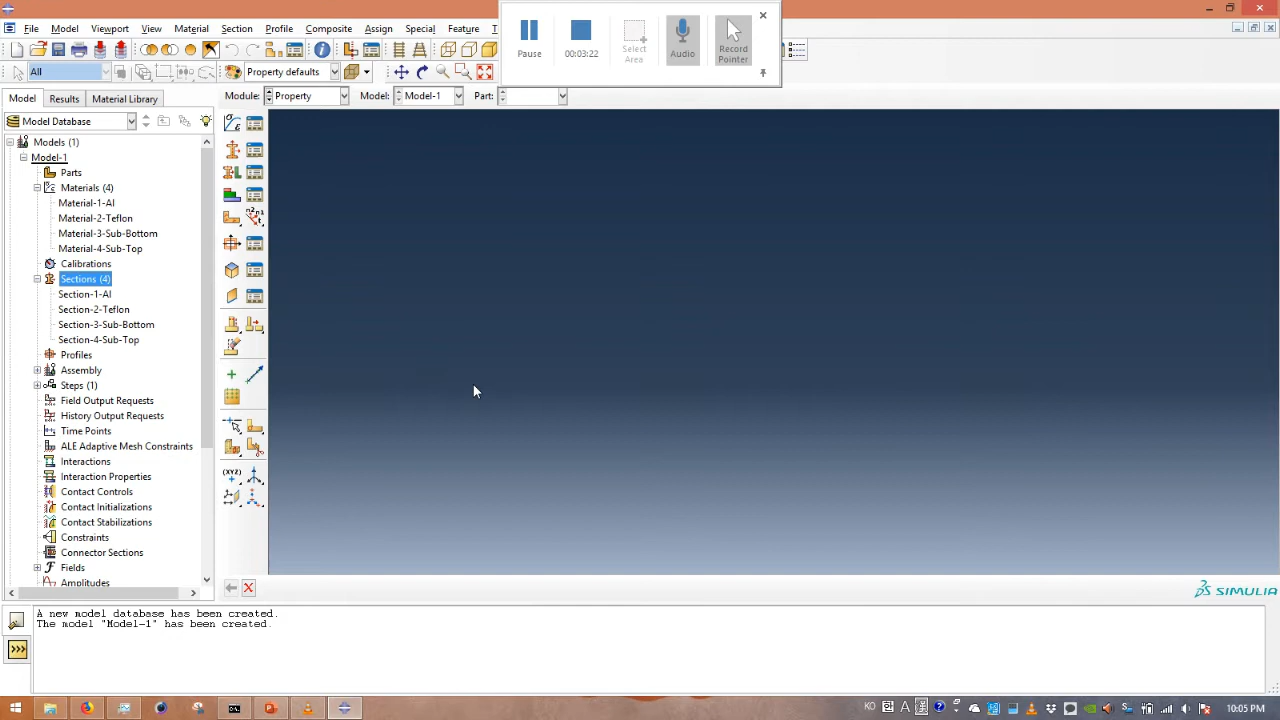 File Model Viewport View Material Section Profile Composite Assign Special Feature
Pause
00:03:22
Select
Area
Audio
Record
Pointer
All
Property defaults
Model Results Material Library
Module: Property Model: Model-1 Part:
Model Database
Models (1)
Model-1
Parts
Materials (4)
Material-1-Al
Material-2-Teflon
Material-3-Sub-Bottom
Material-4-Sub-Top
Calibrations
Sections (4)
Section-1-Al
Section-2-Teflon
Section-3-Sub-Bottom
Section-4-Sub-Top
Profiles
Assembly
Steps (1)
Field Output Requests
History Output Requests
Time Points
ALE Adaptive Mesh Constraints
Interactions
Interaction Properties
Contact Controls
Contact Initializations
Contact Stabilizations
Constraints
Connector Sections
Fields
Amplitudes
(XYZ)
SIMULIA
A new model database has been created.
The model "Model-1" has been created.
>>>
KO A 10:05 PM